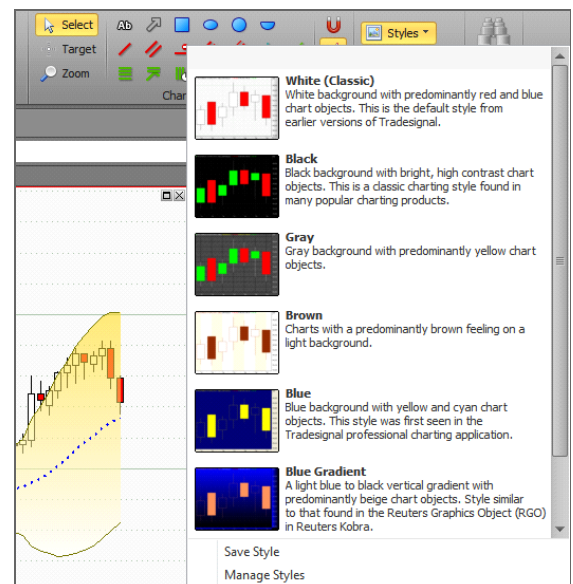 Select
Ab
Styles
Target
Zoom
Char
White (Classic)
White background with predominantly red and blue
chart objects. This is the default style from
earlier versions of Tradesignal.
Black
Black background with bright, high contrast chart
objects. This is a classic charting style found in
many popular charting products.
Gray
Gray background with predominantly yellow chart
objects.
Brown
Charts with a predominantly brown feeling on a
light background.
Blue
Blue background with yellow and cyan chart
objects. This style was first seen in the
Tradesignal professional charting application.
Blue Gradient
A light blue to black vertical gradient with
predominantly beige chart objects. Style similar
to that found in the Reuters Graphics Object (RGO)
in Reuters Kobra.
Save Style
Manage Styles